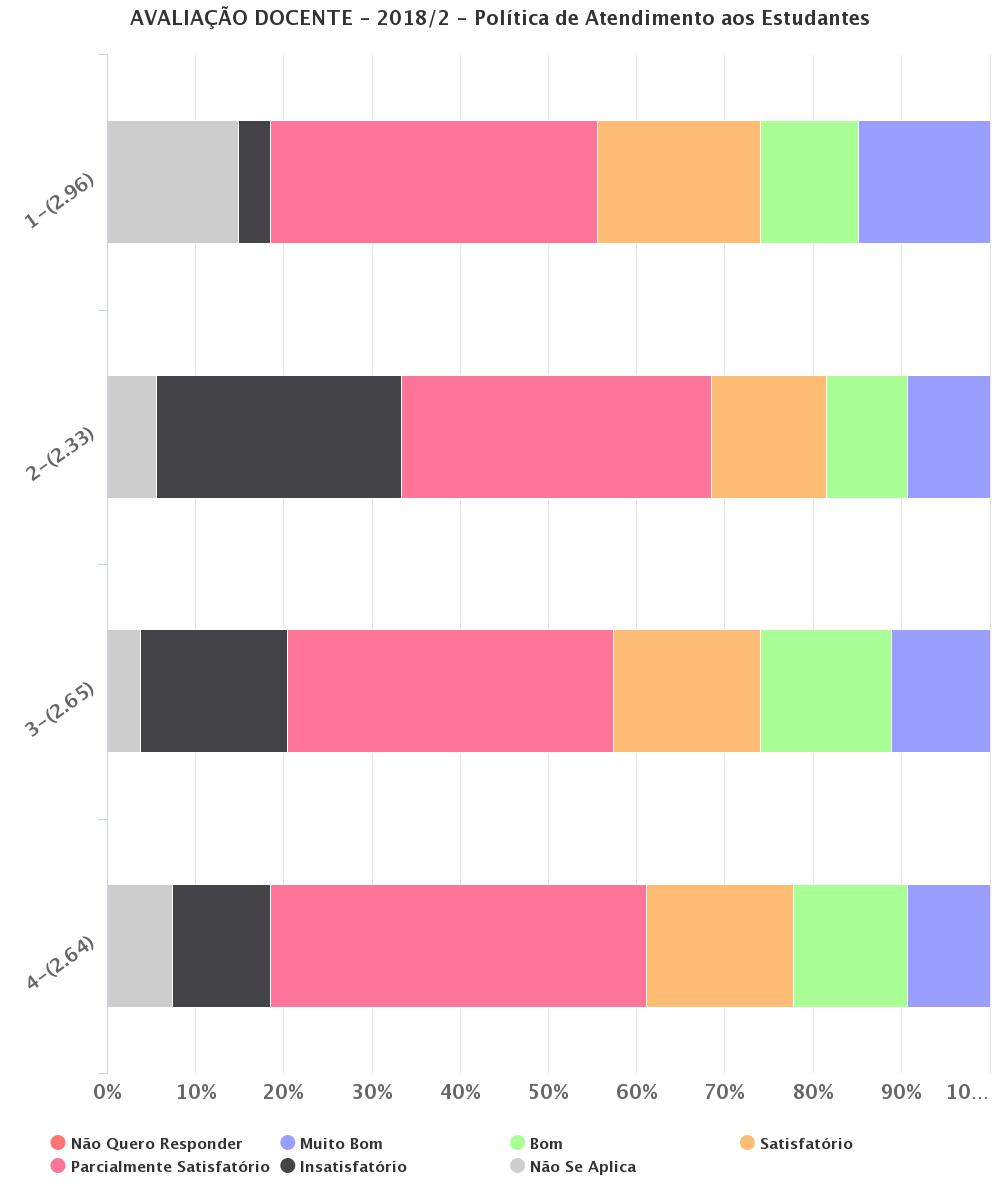 AVALIAÇÃO DOCENTE - 2018/2 - Política de Atendimento aos Estudantes
1-(2.96)
2-(2.33)
3-(2.65)
4-(2.64)
0% 10% 20% 30% 40% 50% 60% 70% 80% 90% 10...
Não Quero Responder Muito Bom Bom Satisfatório
Parcialmente Satisfatório Insatisfatório Não Se Aplica